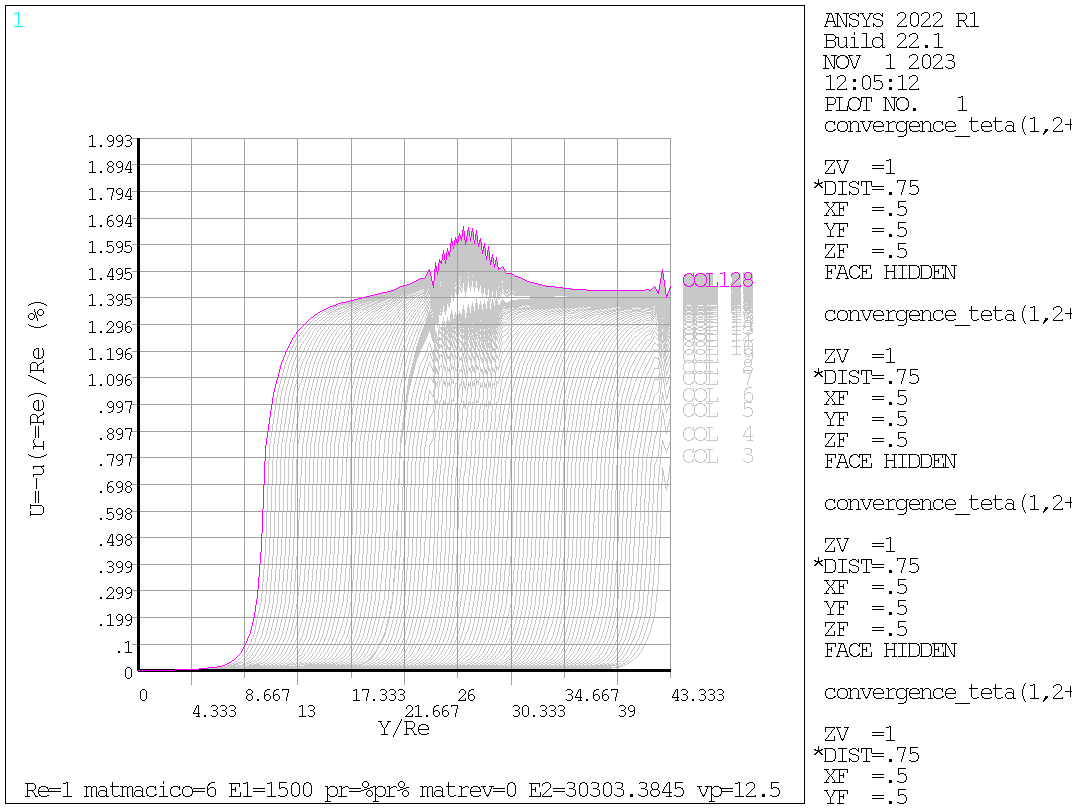 1
ANSYS 2022 R1
Build 22.1
NOV 1 2023
12:05:12
PLOT NO. 1
convergence_teta(1,2+
ZV =1
*DIST=.75
XF =.5
YF =.5
ZF =.5
FACE HIDDEN
convergence_teta(1,2+
ZV =1
*DIST=.75
XF =.5
YF =.5
ZF =.5
FACE HIDDEN
convergence_teta(1,2+
ZV =1
*DIST=.75
XF =.5
YF =.5
ZF =.5
FACE HIDDEN
convergence_teta(1,2+
ZV =1
*DIST=.75
XF =.5
YF =.5
1.993
1.894
1.794
1.694
1.595
1.495
1.395
1.296
1.196
1.096
.997
.897
.797
.698
.598
.498
.399
.299
.199
.1
0
U=-u(r=Re)/Re (%)
COL128
COL 7
COL 6
COL 5
COL 4
COL 3
0
4.333
8.667
13
17.333
21.667
26
30.333
34.667
39
43.333
Y/Re
Re=1 matmacico=6 E1=1500 pr=%pr% matrev=0 E2=30303.3845 vp=12.5